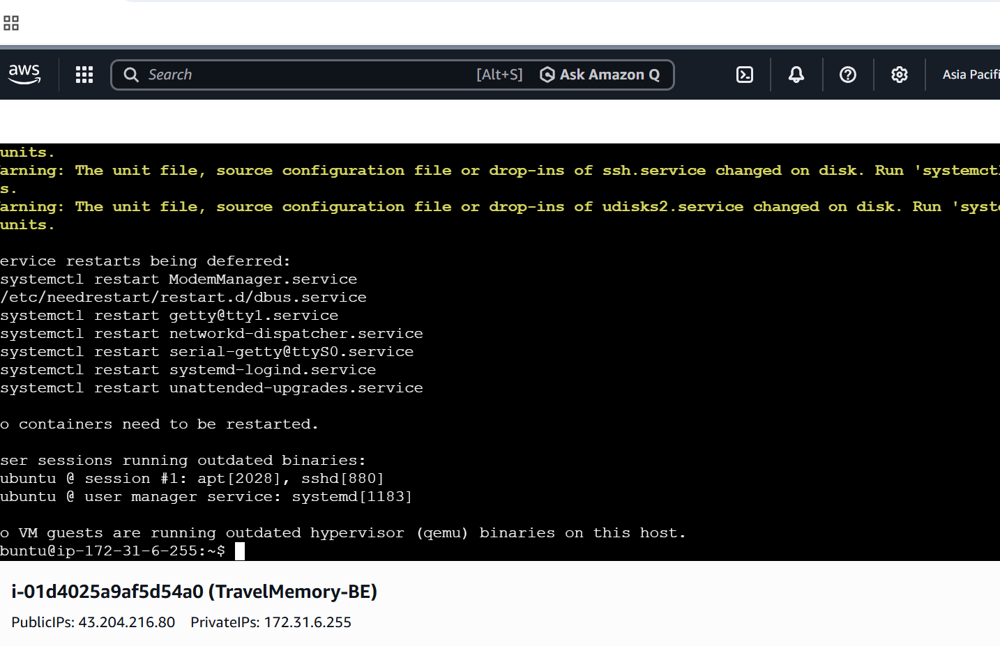 aws
Search [Alt+S] Ask Amazon Q Asia Pacifi
units.
arning: The unit file, source configuration file or drop-ins of ssh.service changed on disk. Run 'systemctl
s.
arning: The unit file, source configuration file or drop-ins of udisks2.service changed on disk. Run 'syste
units.
ervice restarts being deferred:
systemctl restart ModemManager.service
/etc/needrestart/restart.d/dbus.service
systemctl restart getty@tty1.service
systemctl restart networkd-dispatcher.service
systemctl restart serial-getty@ttyS0.service
systemctl restart systemd-logind.service
systemctl restart unattended-upgrades.service
o containers need to be restarted.
ser sessions running outdated binaries:
ubuntu @ session #1: apt[2028], sshd[880]
ubuntu @ user manager service: systemd[1183]
o VM guests are running outdated hypervisor (qemu) binaries on this host.
buntu@ip-172-31-6-255:~$
i-01d4025a9af5d54a0 (TravelMemory-BE)
PublicIPs: 43.204.216.80 PrivateIPs: 172.31.6.255